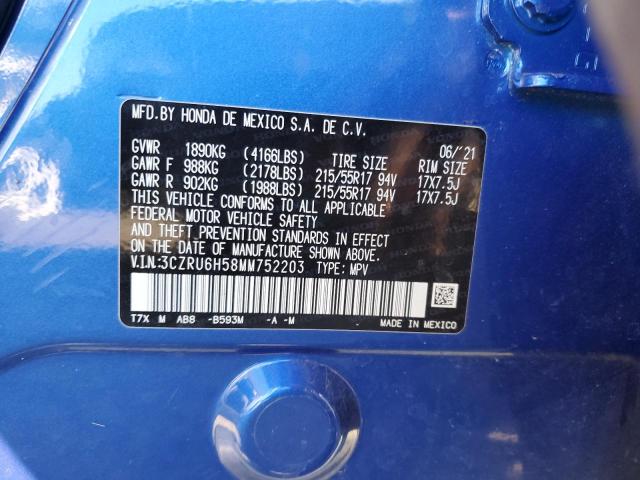 MFD.BY HONDA DE MEXICO S.A. DE C.V.
06/'21
GVWR 1890KG (4166LBS) TIRE SIZE RIM SIZE
GAWR F 988KG (2178LBS) 215/55R17 94V 17X7.5J
GAWR R 902KG (1988LBS) 215/55R17 94V 17X7.5J
THIS VEHICLE CONFORMS TO ALL APPLICABLE
FEDERAL MOTOR VEHICLE SAFETY
AND THEFT PREVENTION STANDARDS IN EFFECT
ON THE DATE OF MANUFACTURE SHOWN ABOVE.
V.I.N:3CZRU6H58MM752203 TYPE: MPV
T7X M AB8 -B593M -A -M
MADE IN MEXICO